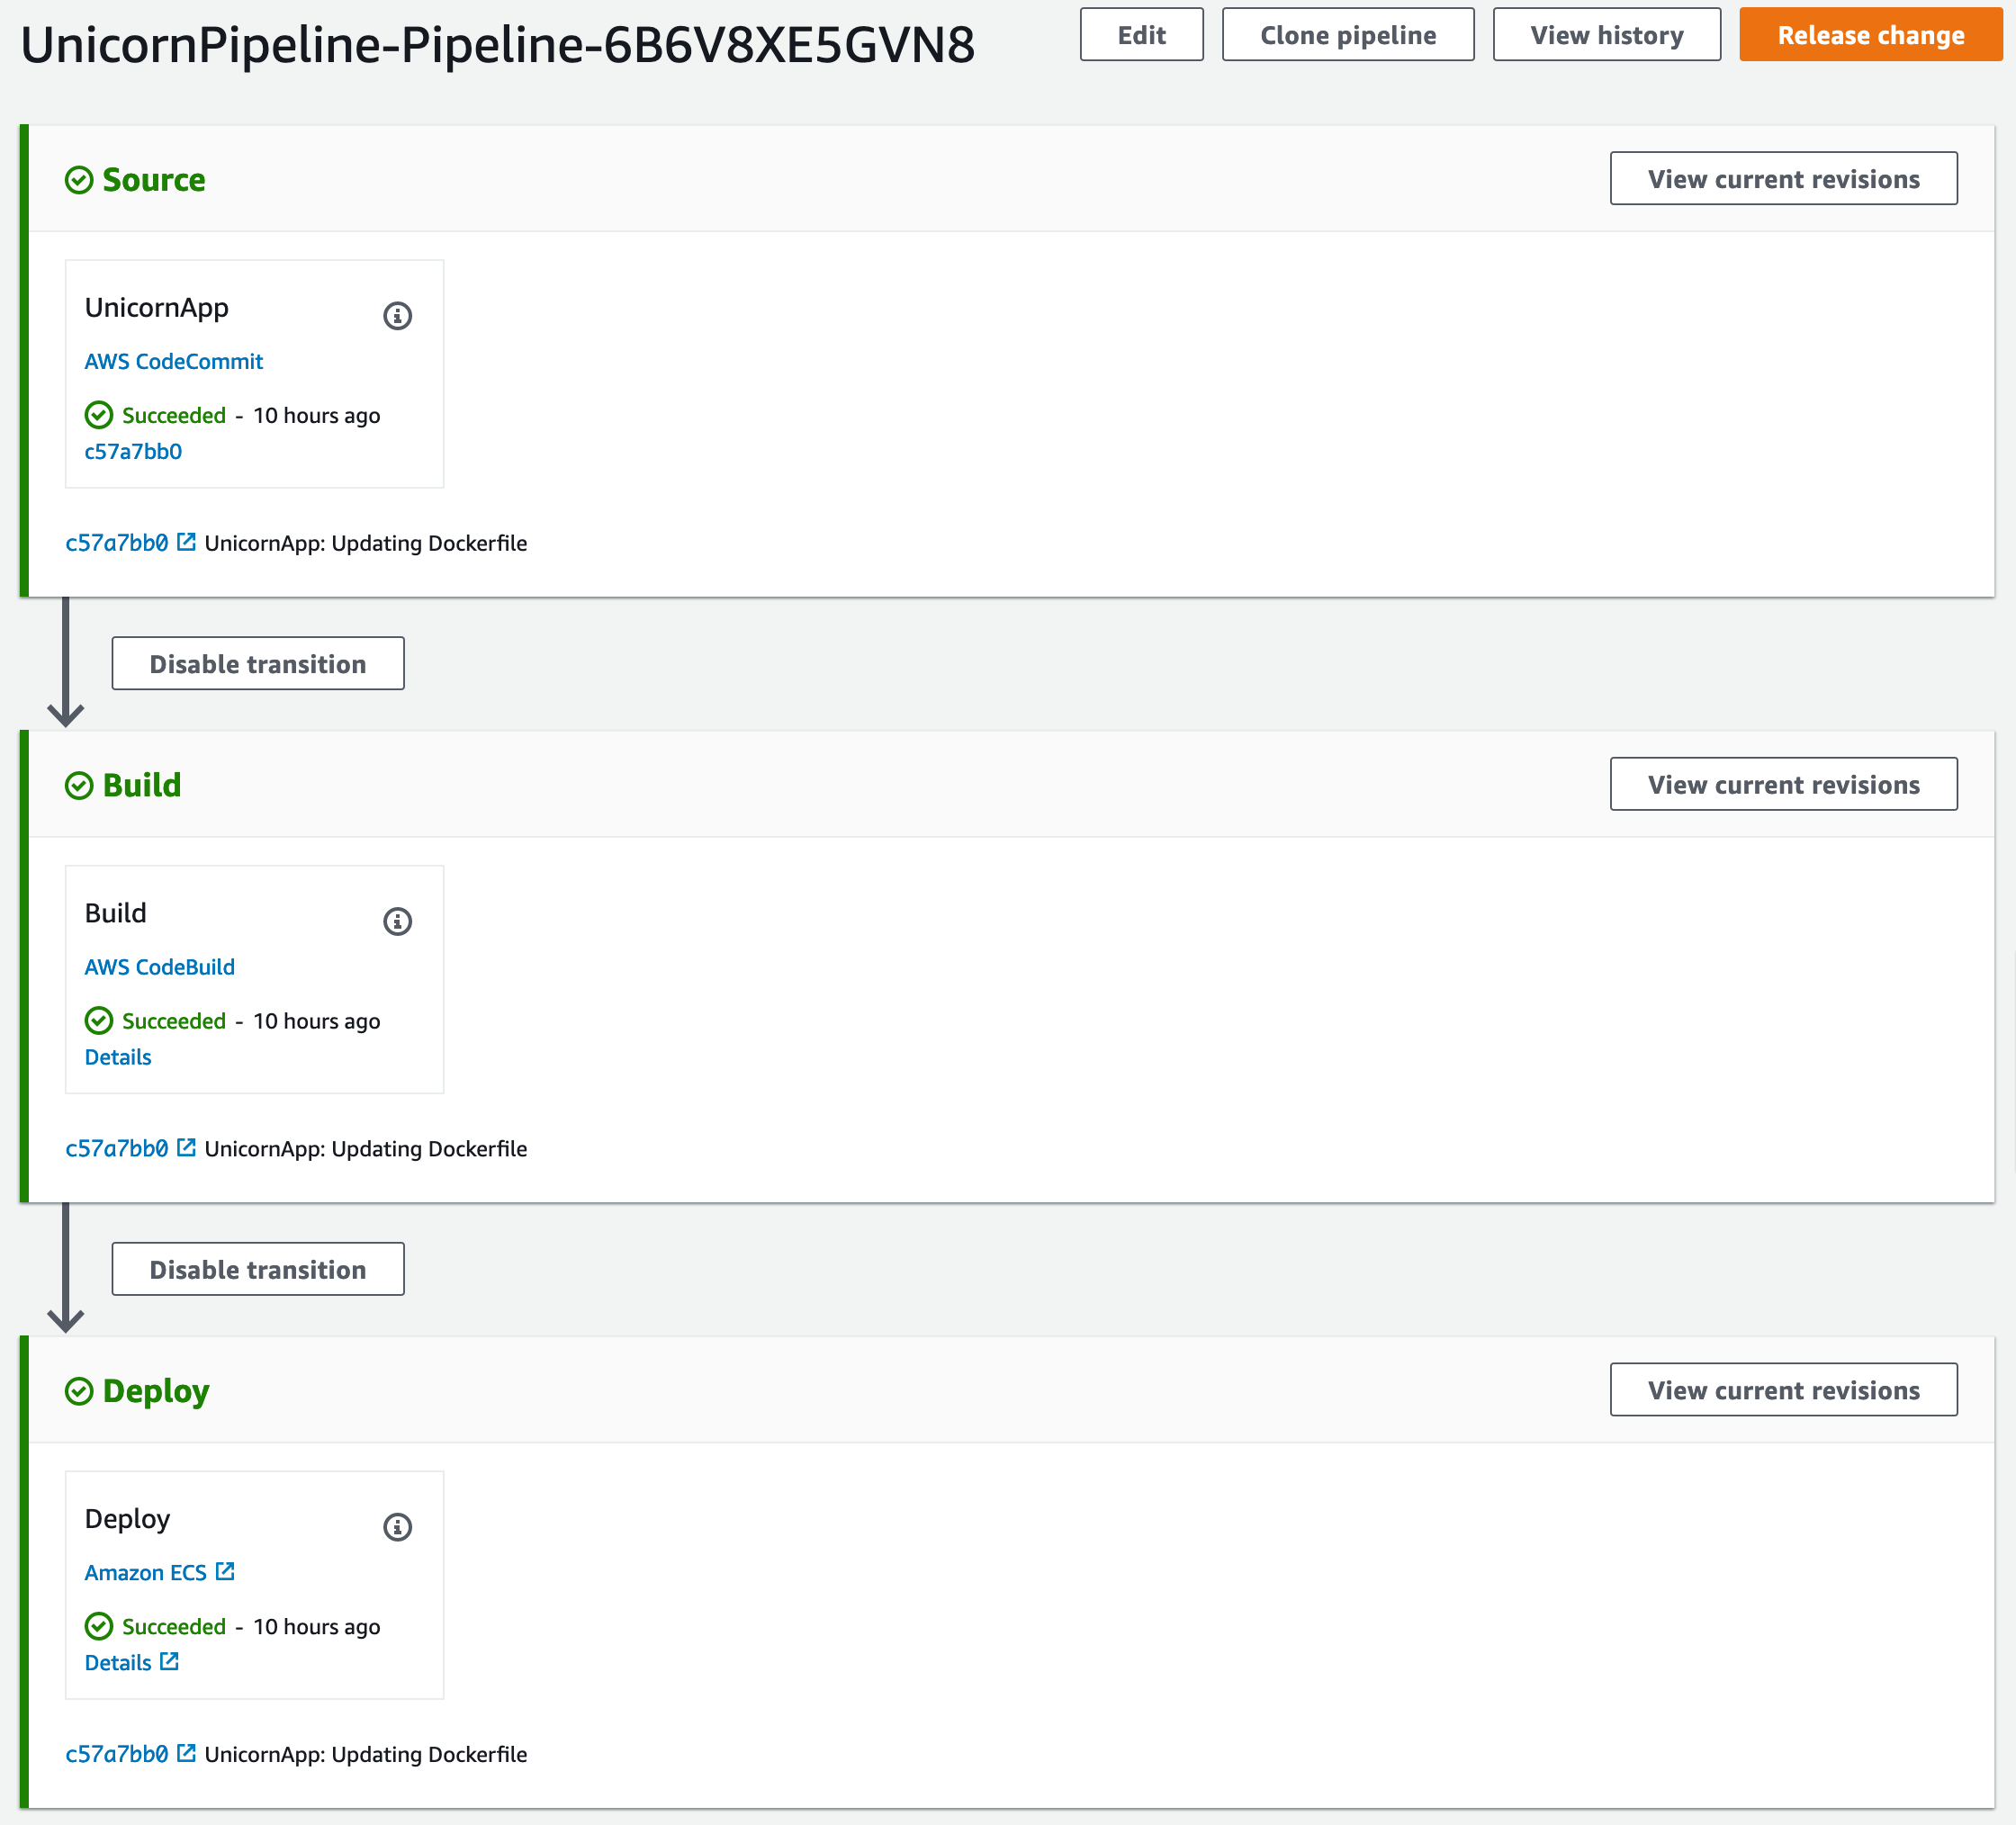 UnicornPipeline-Pipeline-6B6V8XE5GVN8
Edit
Clone pipeline
View history
Release change
Source
View current revisions
UnicornApp
AWS CodeCommit
Succeeded - 10 hours ago
c57a7bb0
c57a7bb0 UnicornApp: Updating Dockerfile
Disable transition
Build
View current revisions
Build
AWS CodeBuild
Succeeded - 10 hours ago
Details
c57a7bb0 UnicornApp: Updating Dockerfile
Disable transition
Deploy
View current revisions
Deploy
Amazon ECS
Succeeded - 10 hours ago
Details
c57a7bb0 UnicornApp: Updating Dockerfile